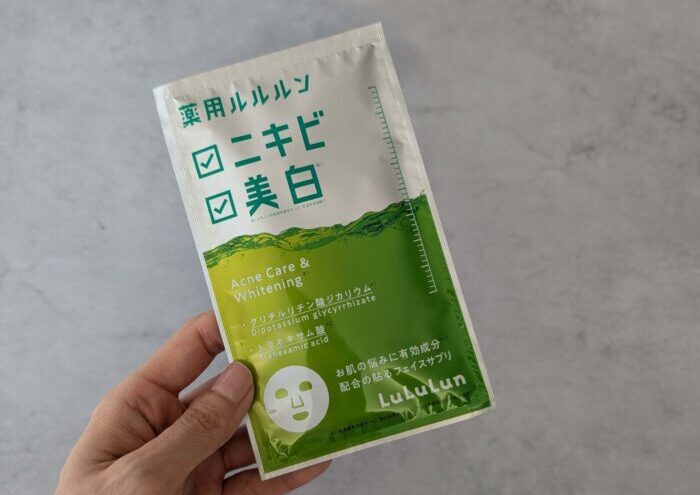 薬用ルルルン
ニキビ
美白
Acne Care &
Whitening
・グリチルリチン酸ジカリウム
Dipotassium glycyrrhizate
・トラネキサム酸
Tranexamic acid
お肌の悩みに有効成分
配合の貼るフェイスサプリ
LuLuLun